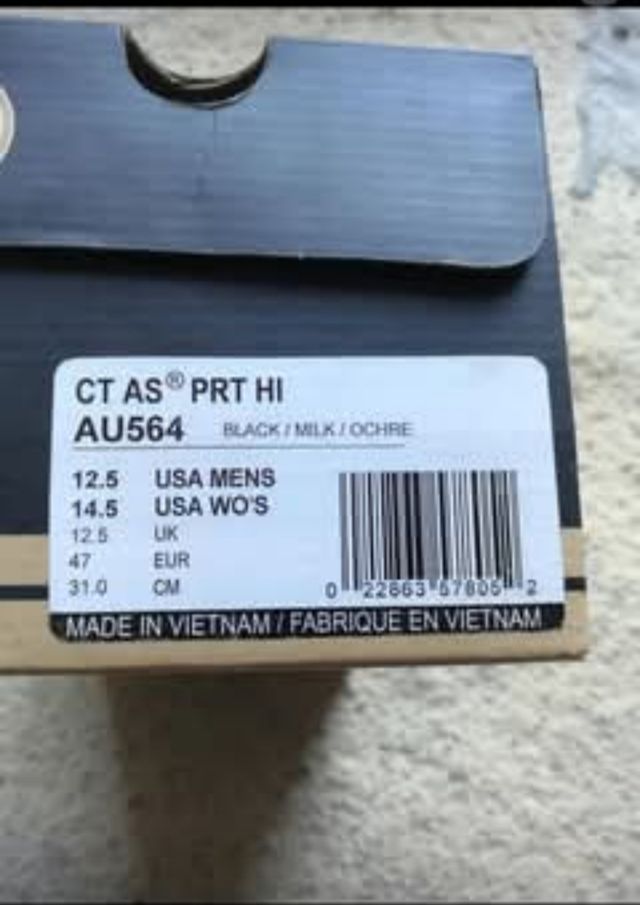 CT AS® PRT HI
AU564 BLACK / MILK / OCHRE
12.5 USA MENS
14.5 USA WO'S
12.5 UK
47 EUR
31.0 CM
0 22863 57805 2
MADE IN VIETNAM / FABRIQUE EN VIETNAM